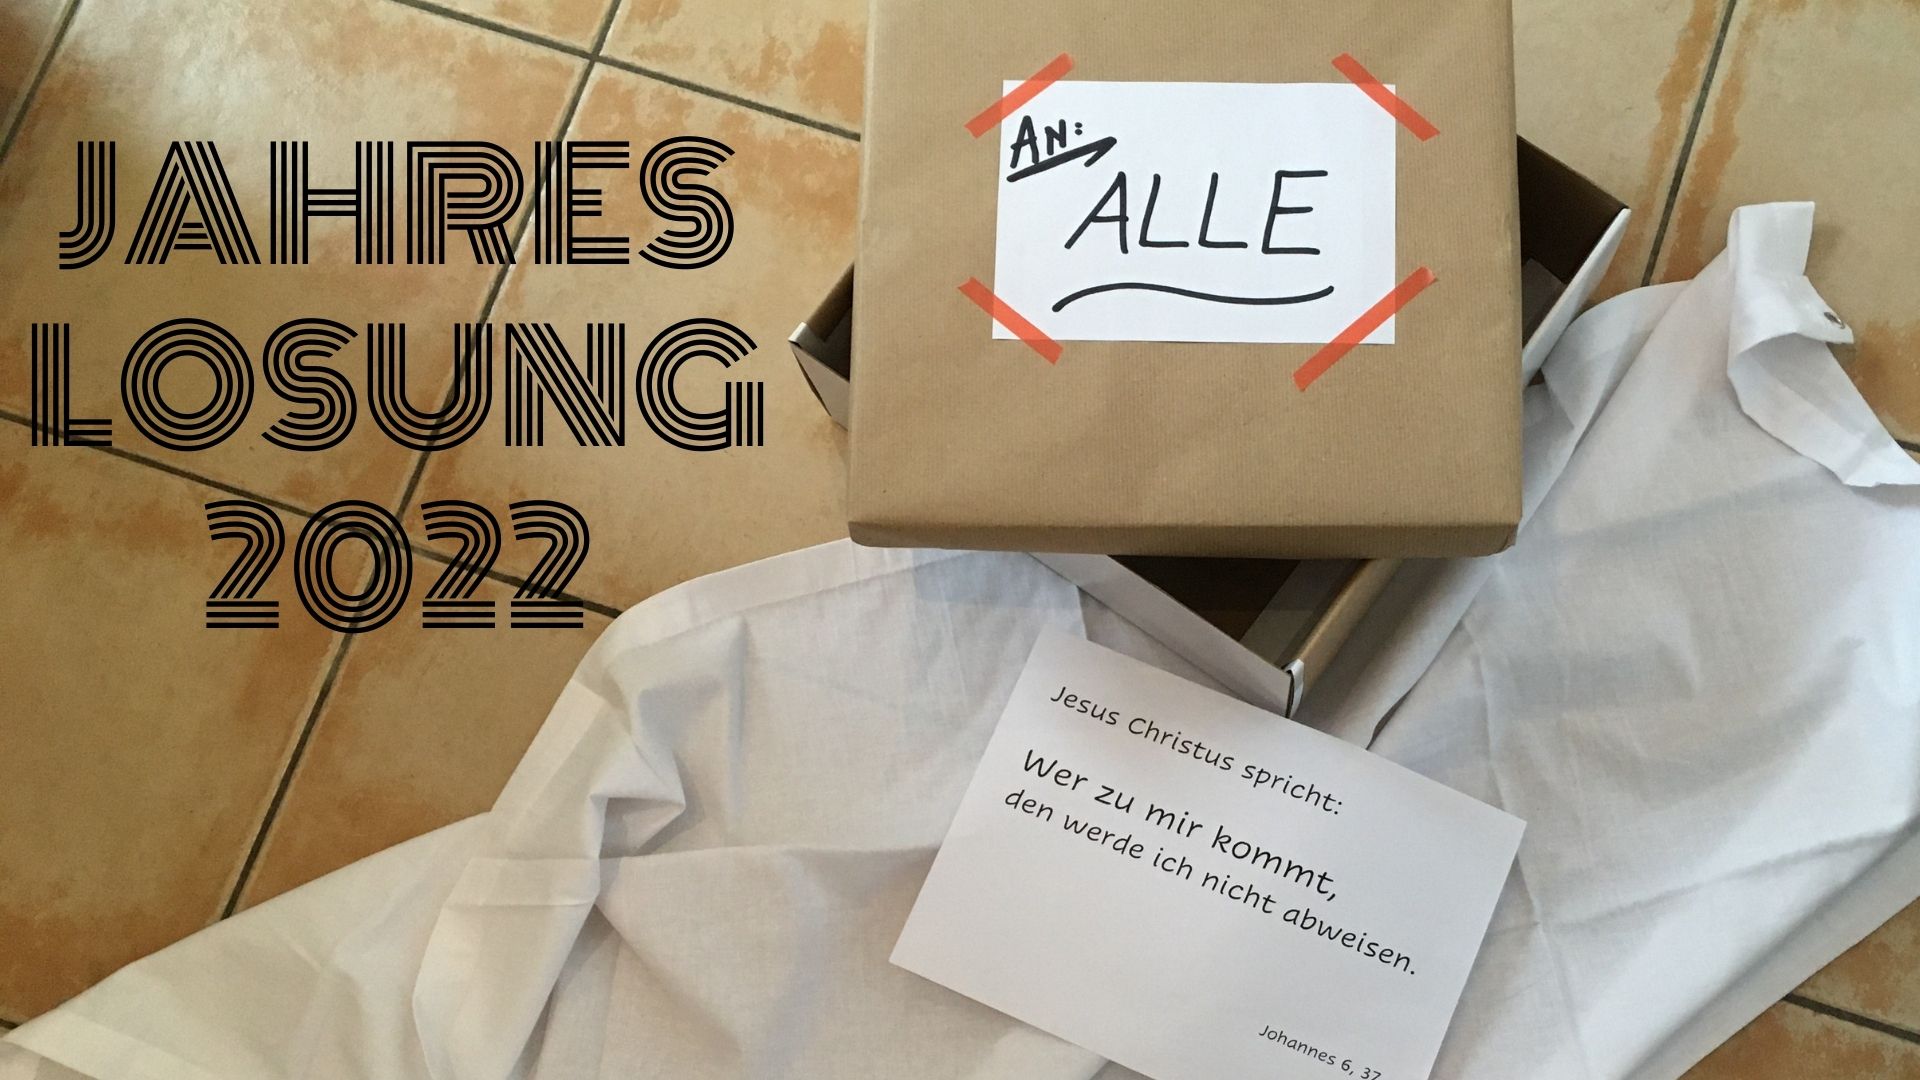 JAHRES
LOSUNG
2022
AN:
ALLE
Jesus Christus spricht:
Wer zu mir kommt,
den werde ich nicht abweisen.
Johannes 6, 37